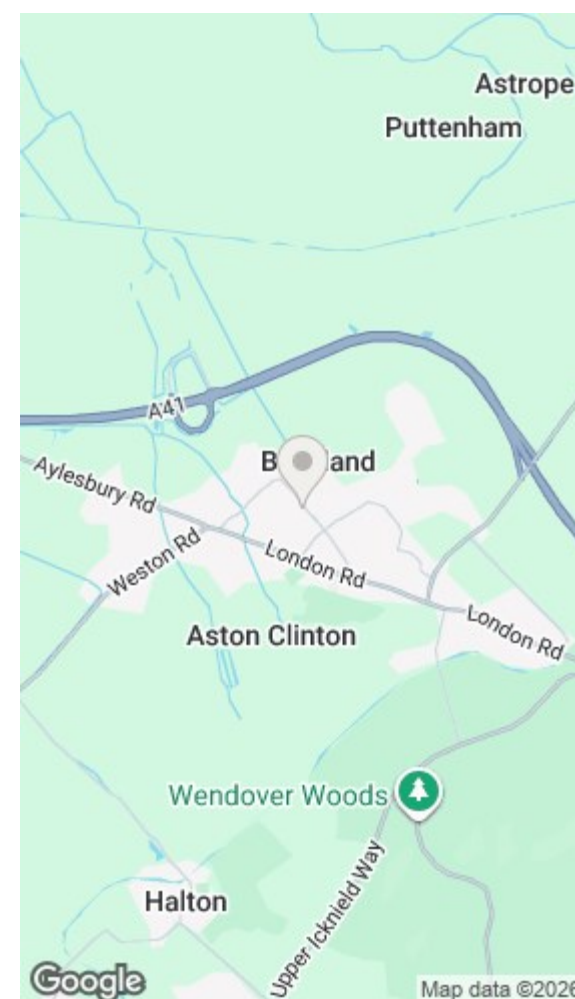 Astrope
Puttenham
A41
B and
Aylesbury Rd
Weston Rd
London Rd
London Rd
Aston Clinton
Wendover Woods
Upper Icknield Way
Halton
Google
Map data ©2026